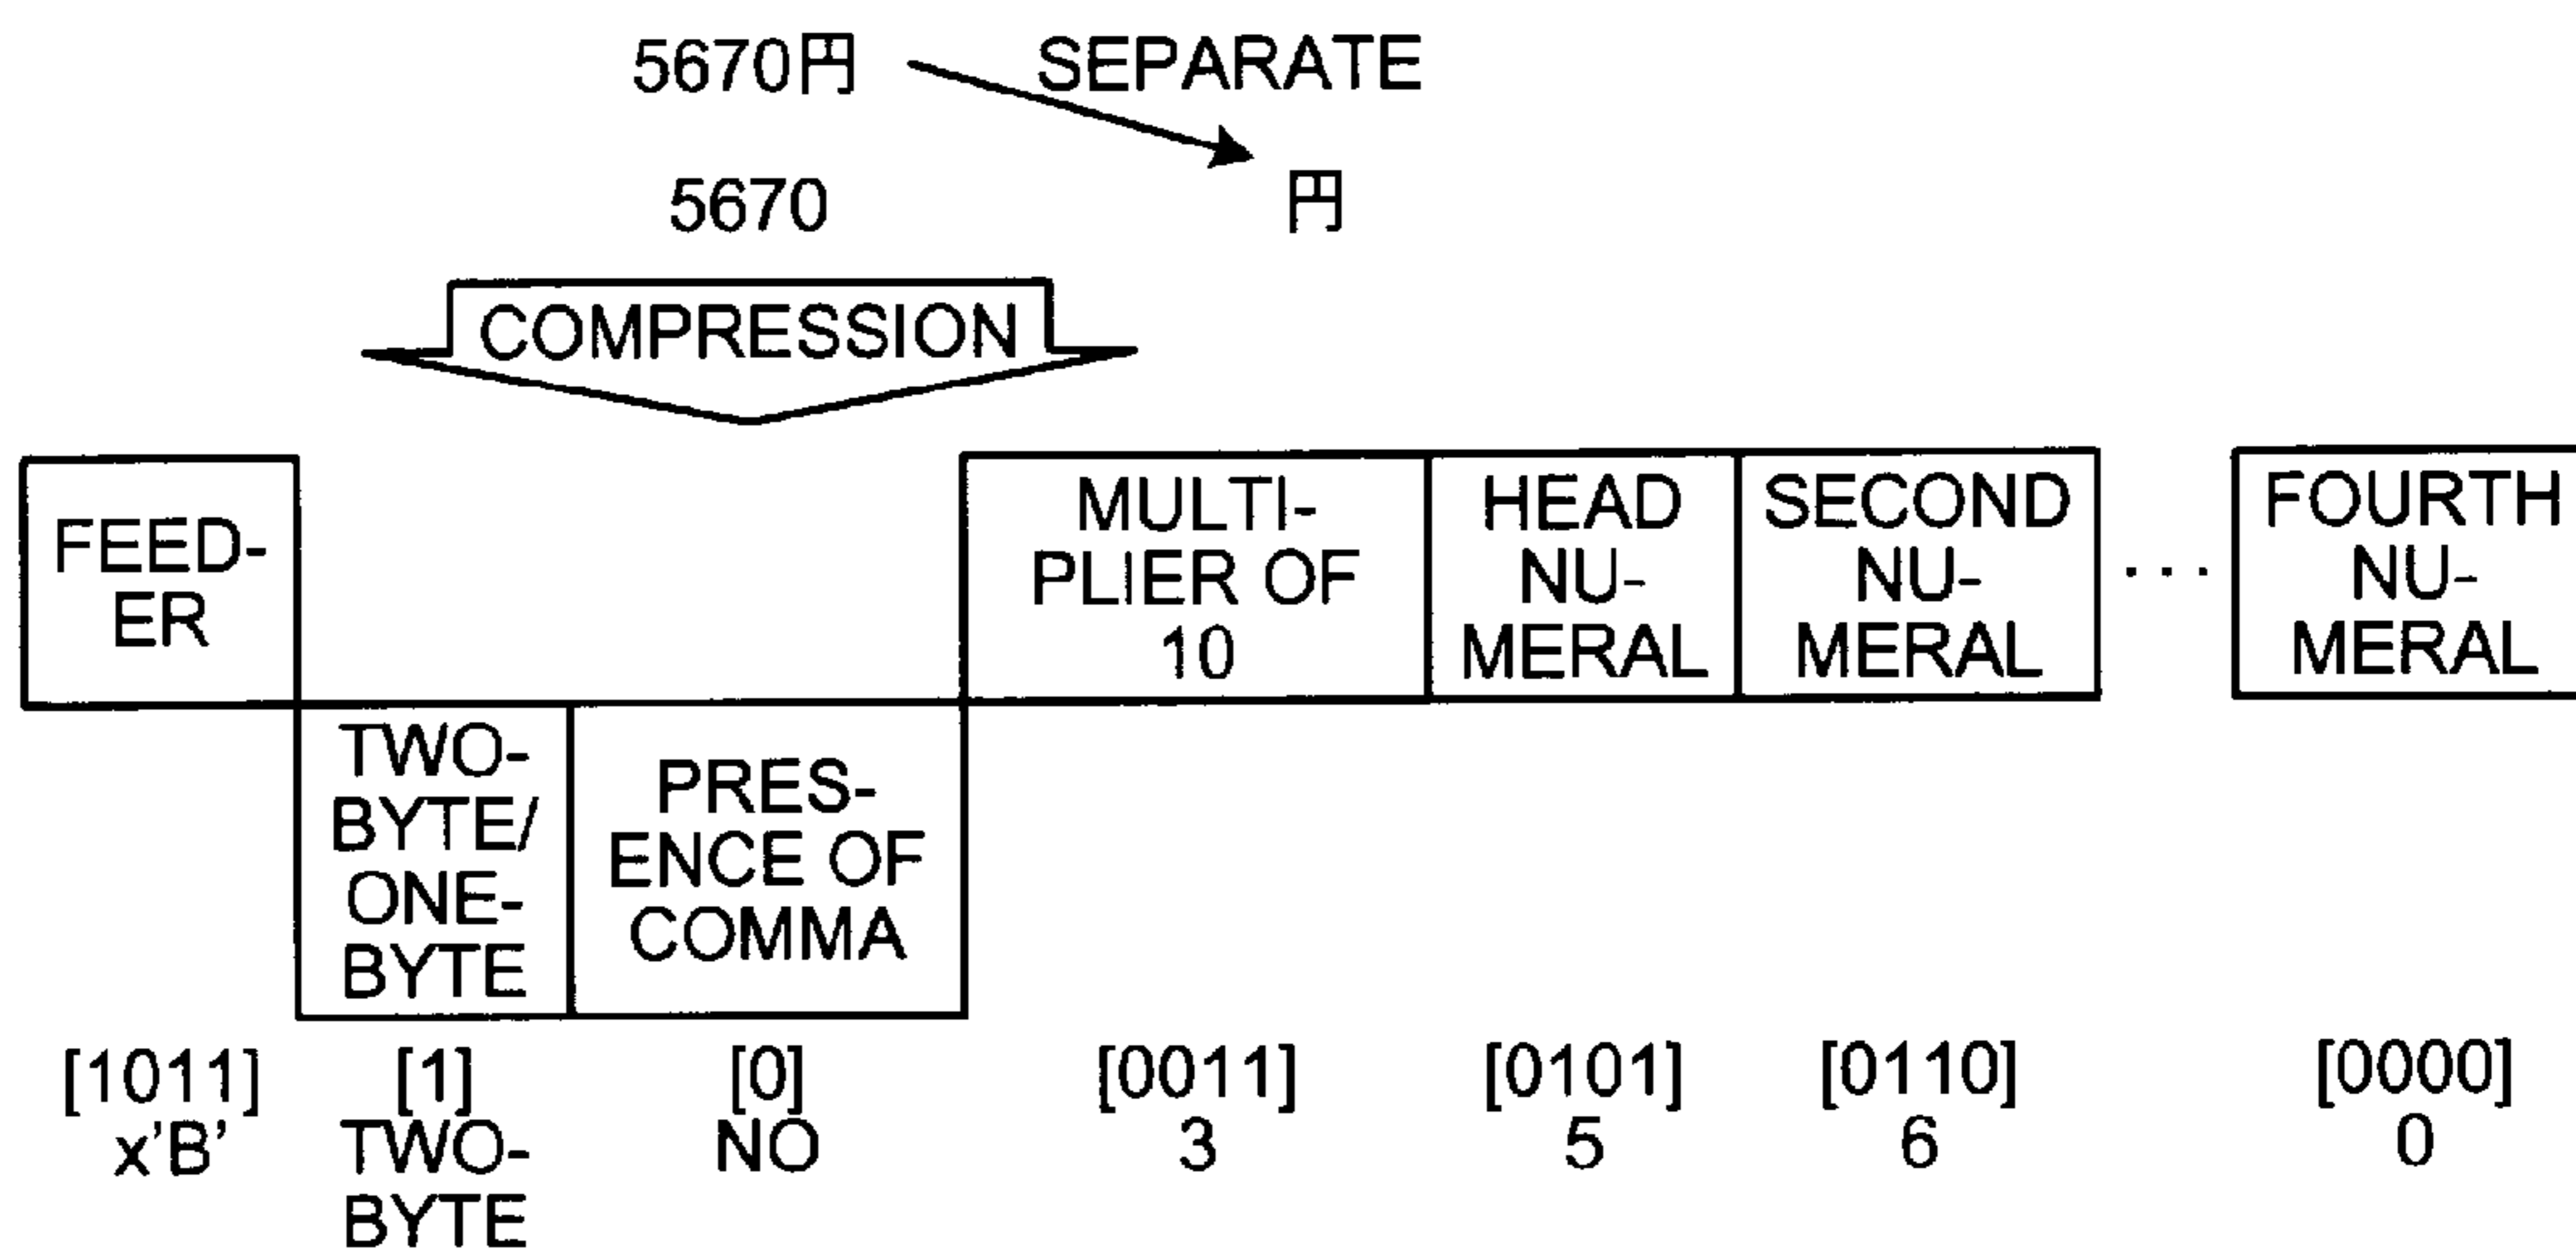 5670円 SEPARATE
5670 円
COMPRESSION
FEED-
ER
TWO-
BYTE/
ONE-
BYTE
PRES-
ENCE OF
COMMA
MULTI-
PLIER OF
10
HEAD
NU-
MERAL
SECOND
NU-
MERAL
...
FOURTH
NU-
MERAL
[1011] [1] [0] [0011] [0101] [0110] [0000]
x'B' TWO- NO 3 5 6 0
BYTE